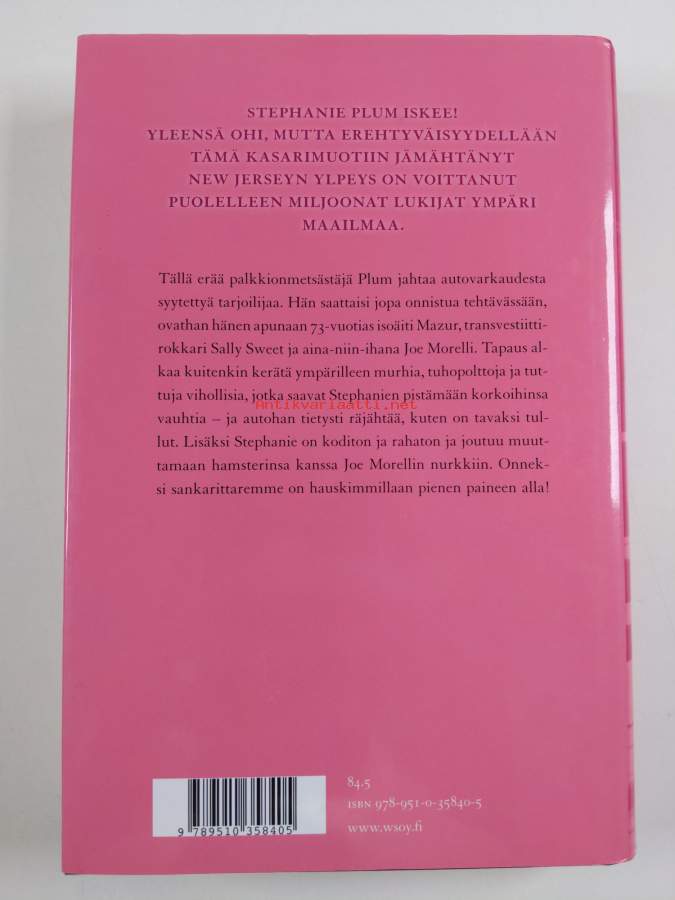 STEPHANIE PLUM ISKEE!
YLEENSÄ OHI, MUTTA EREHTYVÄISYYDELLÄÄN
TÄMÄ KASARIMUOTIIN JÄMÄHTÄNYT
NEW JERSEYN YLPEYS ON VOITTANUT
PUOLELLEEN MILJOONAT LUKIJAT YMPÄRI
MAAILMAA.
Tällä erää palkkionmetsästäjä Plum jahtaa autovarkaudesta
syytettyä tarjoilijaa. Hän saattaisi jopa onnistua tehtävässään,
ovathan hänen apunaan 73-vuotias isoäiti Mazur, transvestiitti-
rokkari Sally Sweet ja aina-niin-ihana Joe Morelli. Tapaus al-
kaa kuitenkin kerätä ympärilleen murhia, tuhopolttoja ja tut-
tuja vihollisia, jotka saavat Stephanien pistämään korkoihinsa
Antikvariaatti.net
vauhtia – ja autohan tietysti räjähtää, kuten on tavaksi tul-
lut. Lisäksi Stephanie on koditon ja rahaton ja joutuu muut-
tamaan hamsterinsa kanssa Joe Morellin nurkkiin. Onnek-
si sankarittaremme on hauskimmillaan pienen paineen alla!
84.5
ISBN 978-951-0-35840-5
www.wsoy.fi
9 789510 358405